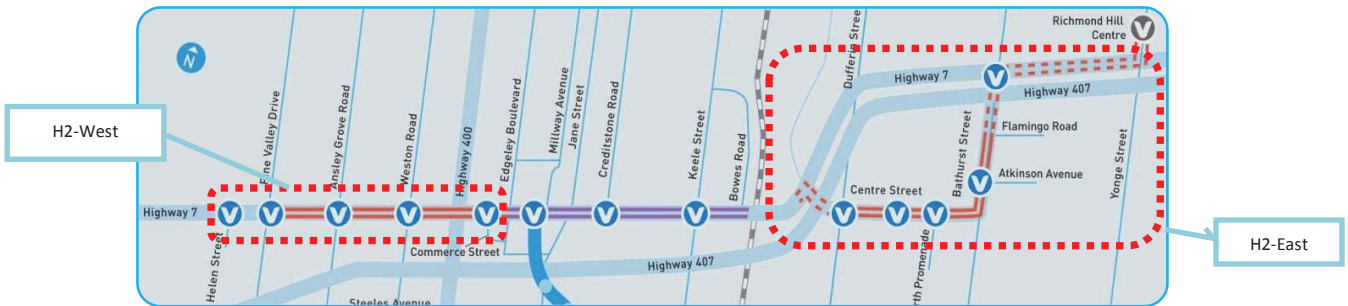 Richmond Hill
Centre
N
Dufferin Street
Highway 7
Highway 407
H2-West
Pine Valley Drive
Ansley Grove Road
Weston Road
Highway 400
Edgeley Boulevard
Millway Avenue
Jane Street
Creditstone Road
Keele Street
Bowes Road
Bathurst Street
Flamingo Road
Yonge Street
Atkinson Avenue
Centre Street
Highway 7
Commerce Street
Helen Street
Highway 407
H2-East
rth Promenade
Steeles Avenue